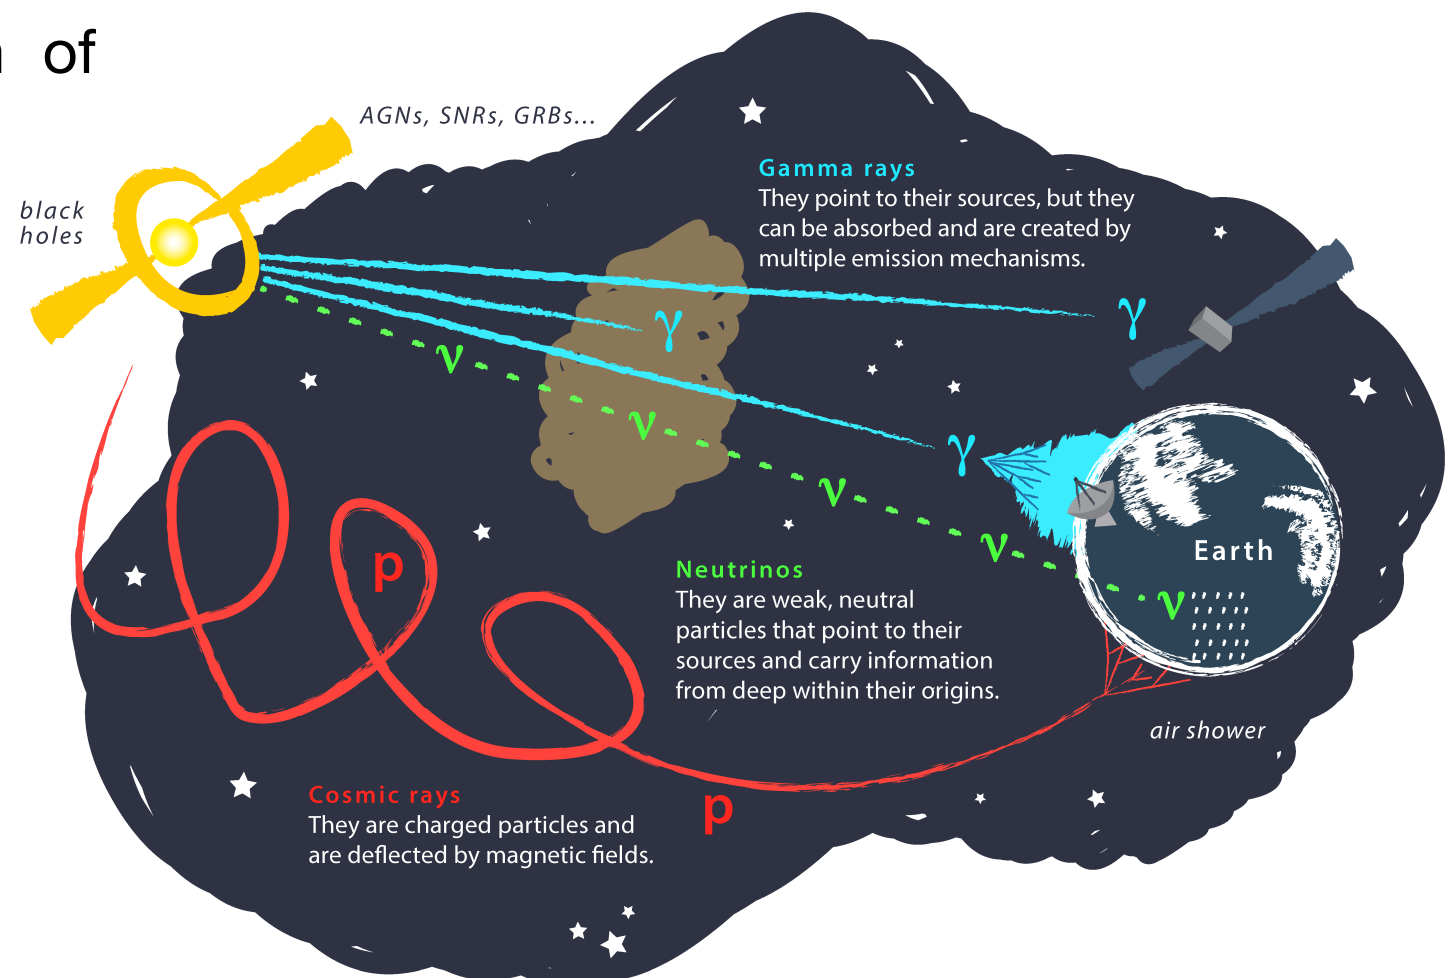 of
AGNs, SNRs, GRBs...
black
holes
Gamma rays
They point to their sources, but they
can be absorbed and are created by
multiple emission mechanisms.
γ
γ
ν
ν
γ
ν
ν
p
Earth
Neutrinos
They are weak, neutral
particles that point to their
sources and carry information
from deep within their origins.
ν
air shower
Cosmic rays
They are charged particles and
are deflected by magnetic fields.
p